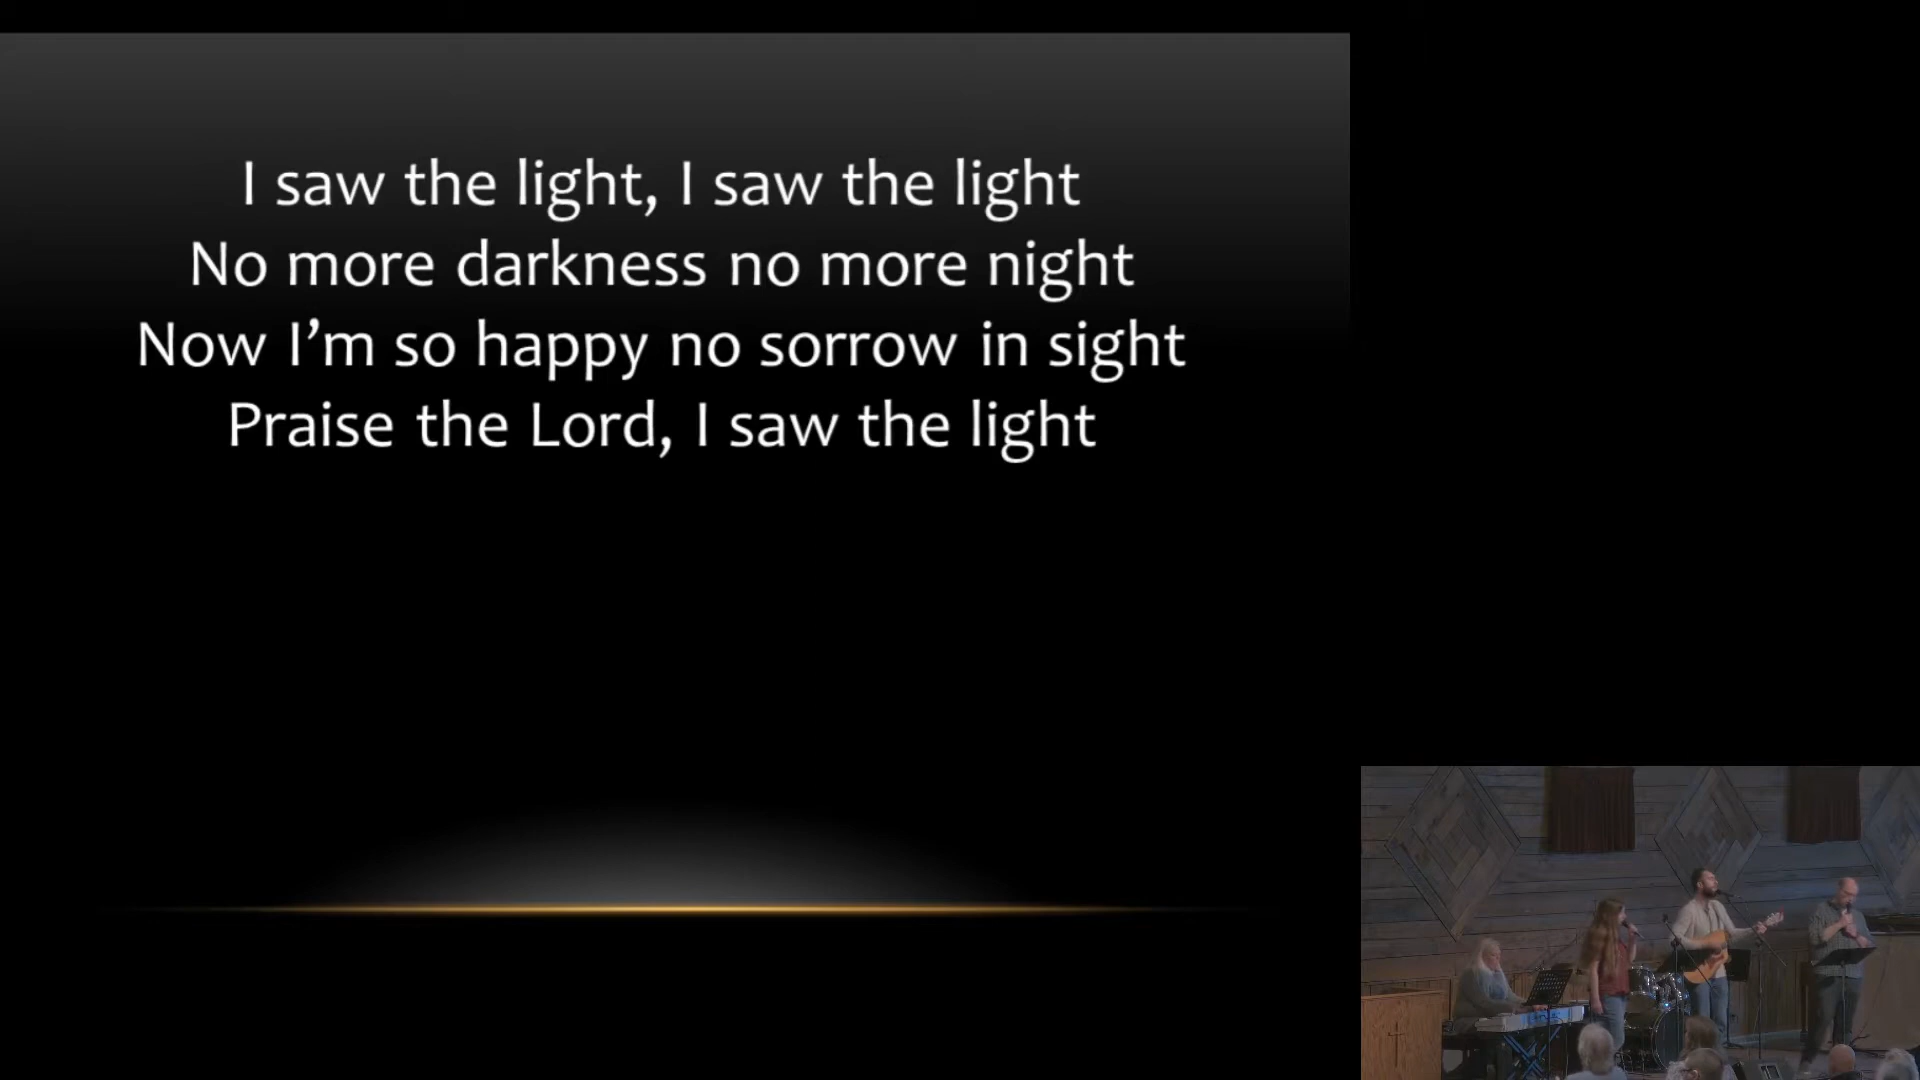 I saw the light, I saw the light
No more darkness no more night
Now I’m so happy no sorrow in sight
Praise the Lord, I saw the light